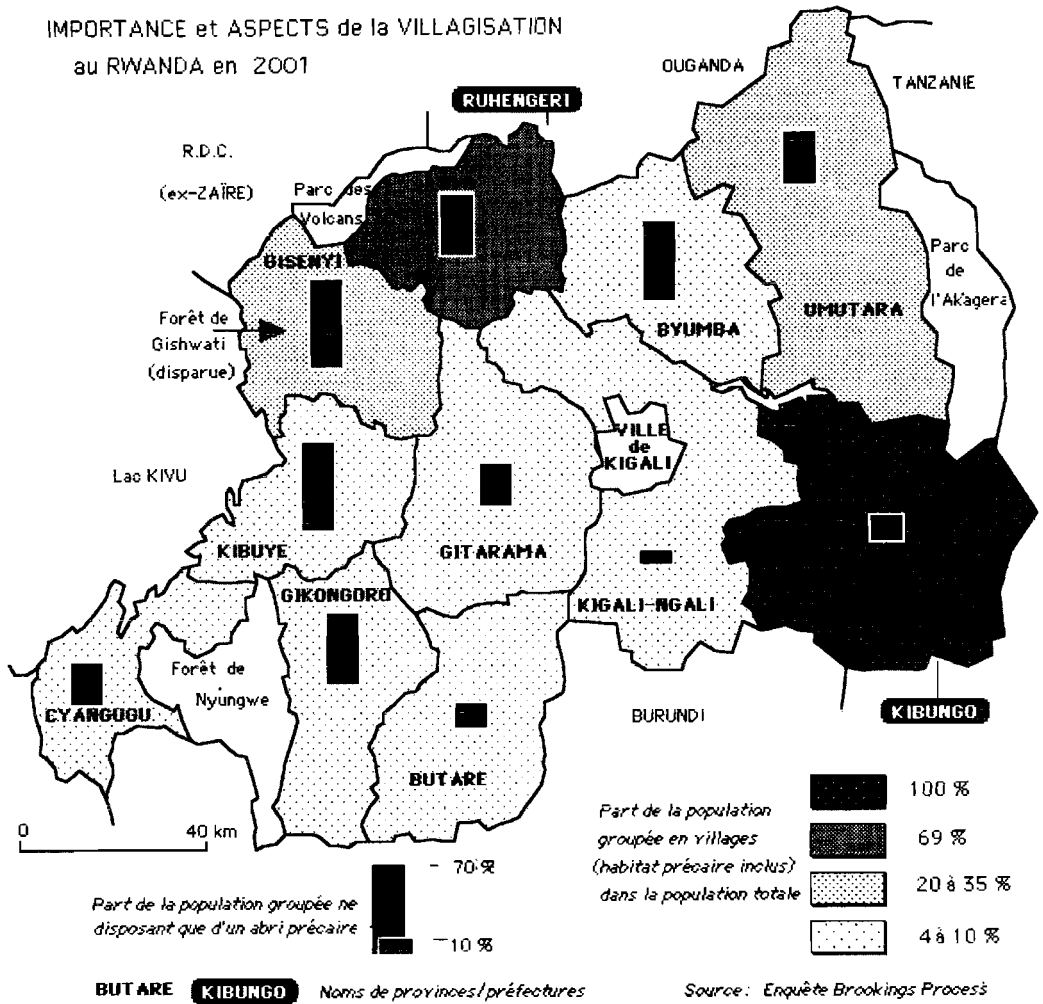 IMPORTANCE et ASPECTS de la VILLAGISATION
au RWANDA en 2001
OUGANDA
TANZANIE
RUHENGERI
R.D.C.
(ex-ZAÏRE)
Parc des
Volcans
GISENYI
Parc
de
l'Akagera
UMUTARA
BYUMBA
Forêt de
Gishwati
(disparue)
VILLE
de
KIGALI
Lac KIVU
KIBUYE
GITARAMA
GIKONGORO
KIGALI-NGALI
Forêt de
Nyungwe
CYANGUGU
BURUNDI
KIBUNGO
BUTARE
0 40 km
Part de la population groupée ne
disposant que d'un abri précaire
70 %
10 %
Part de la population
groupée en villages
(habitat précaire inclus)
dans la population totale
100 %
69 %
20 à 35 %
4 à 10 %
BUTARE KIBUNGO Noms de provinces/préfectures
Source: Enquête Brookings Process